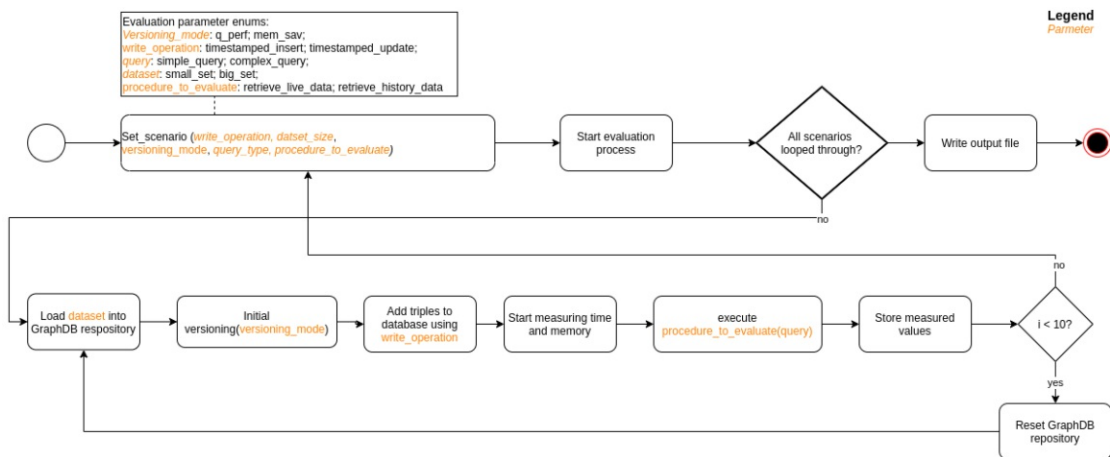 Evaluation parameter enums:
Versioning_mode: q_perf; mem_sav;
write_operation: timestamped_insert; timestamped_update;
query: simple_query; complex_query;
dataset: small_set; big_set;
procedure_to_evaluate: retrieve_live_data; retrieve_history_data
Legend
Parmeter
Set_scenario (write_operation, datset_size,
versioning_mode, query_type, procedure_to_evaluate)
Start evaluation
process
All scenarios
looped through?
Write output file
no
no
Load dataset into
GraphDB respository
Initial
versioning(versioning_mode)
Add triples to
database using
write_operation
Start measuring time
and memory
execute
procedure_to_evaluate(query)
Store measured
values
i < 10?
yes
Reset GraphDB
repository